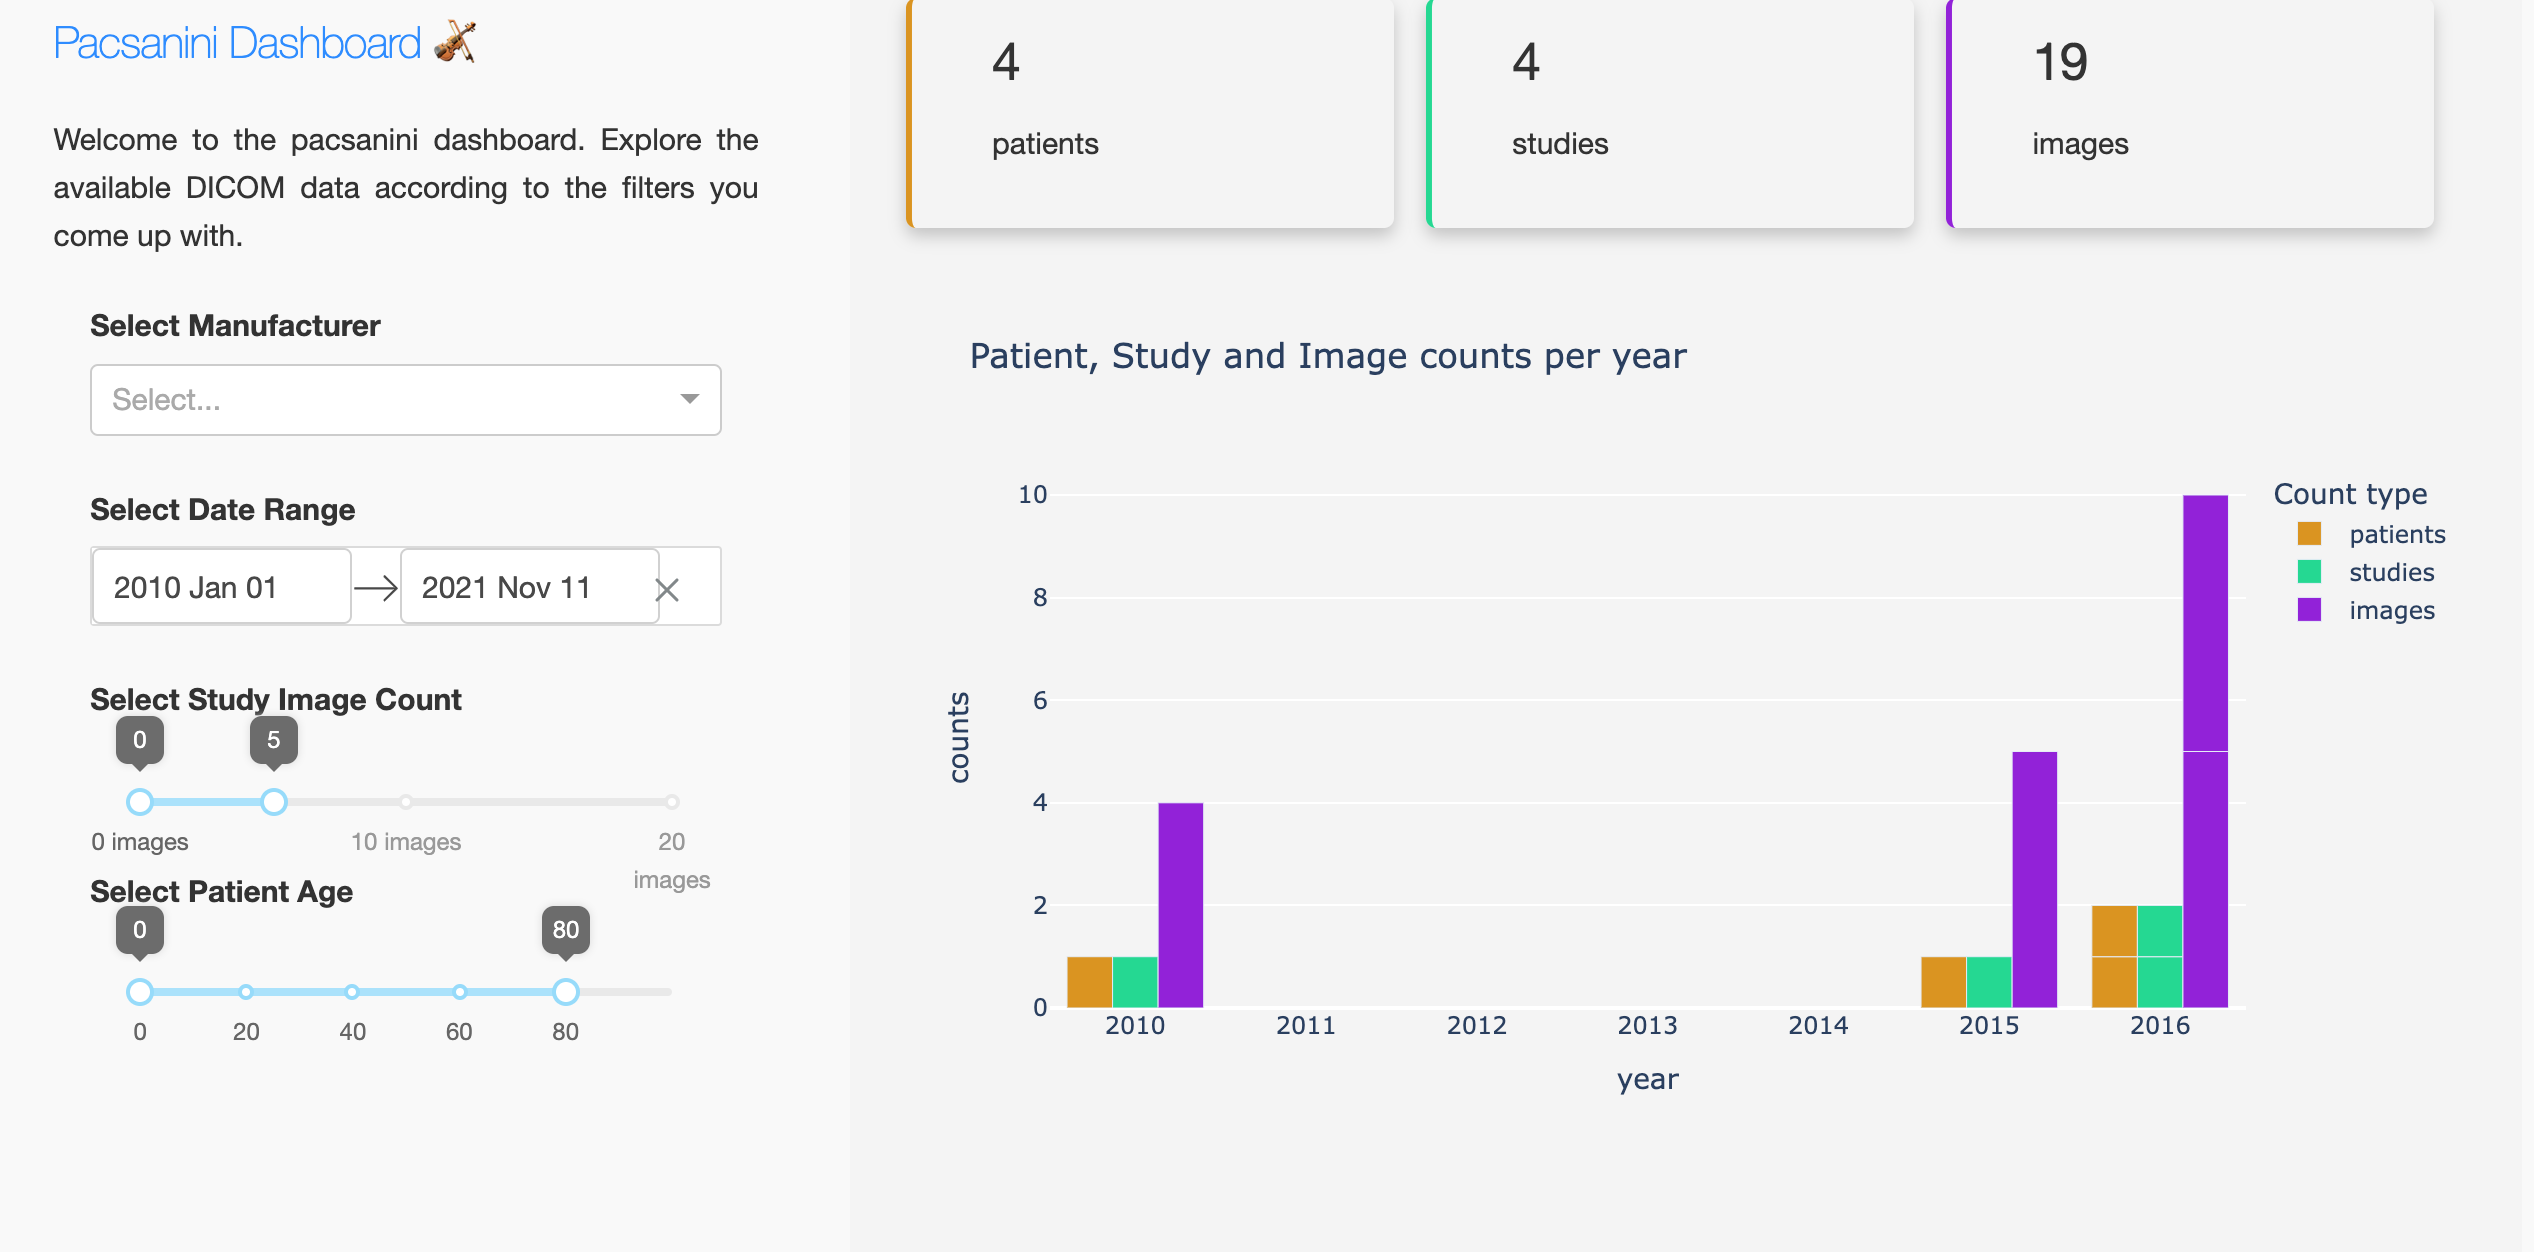 Pacsanini Dashboard 🎻
Welcome to the pacsanini dashboard. Explore the
available DICOM data according to the filters you
come up with.
Select Manufacturer
Select...
Select Date Range
2010 Jan 01 → 2021 Nov 11 ×
Select Study Image Count
0 5
0 images 10 images 20
images
Select Patient Age
0 80
0 20 40 60 80
4 4 19
patients studies images
Patient, Study and Image counts per year
Count type
patients
studies
images
counts
10
8
6
4
2
0
2010 2011 2012 2013 2014 2015 2016
year